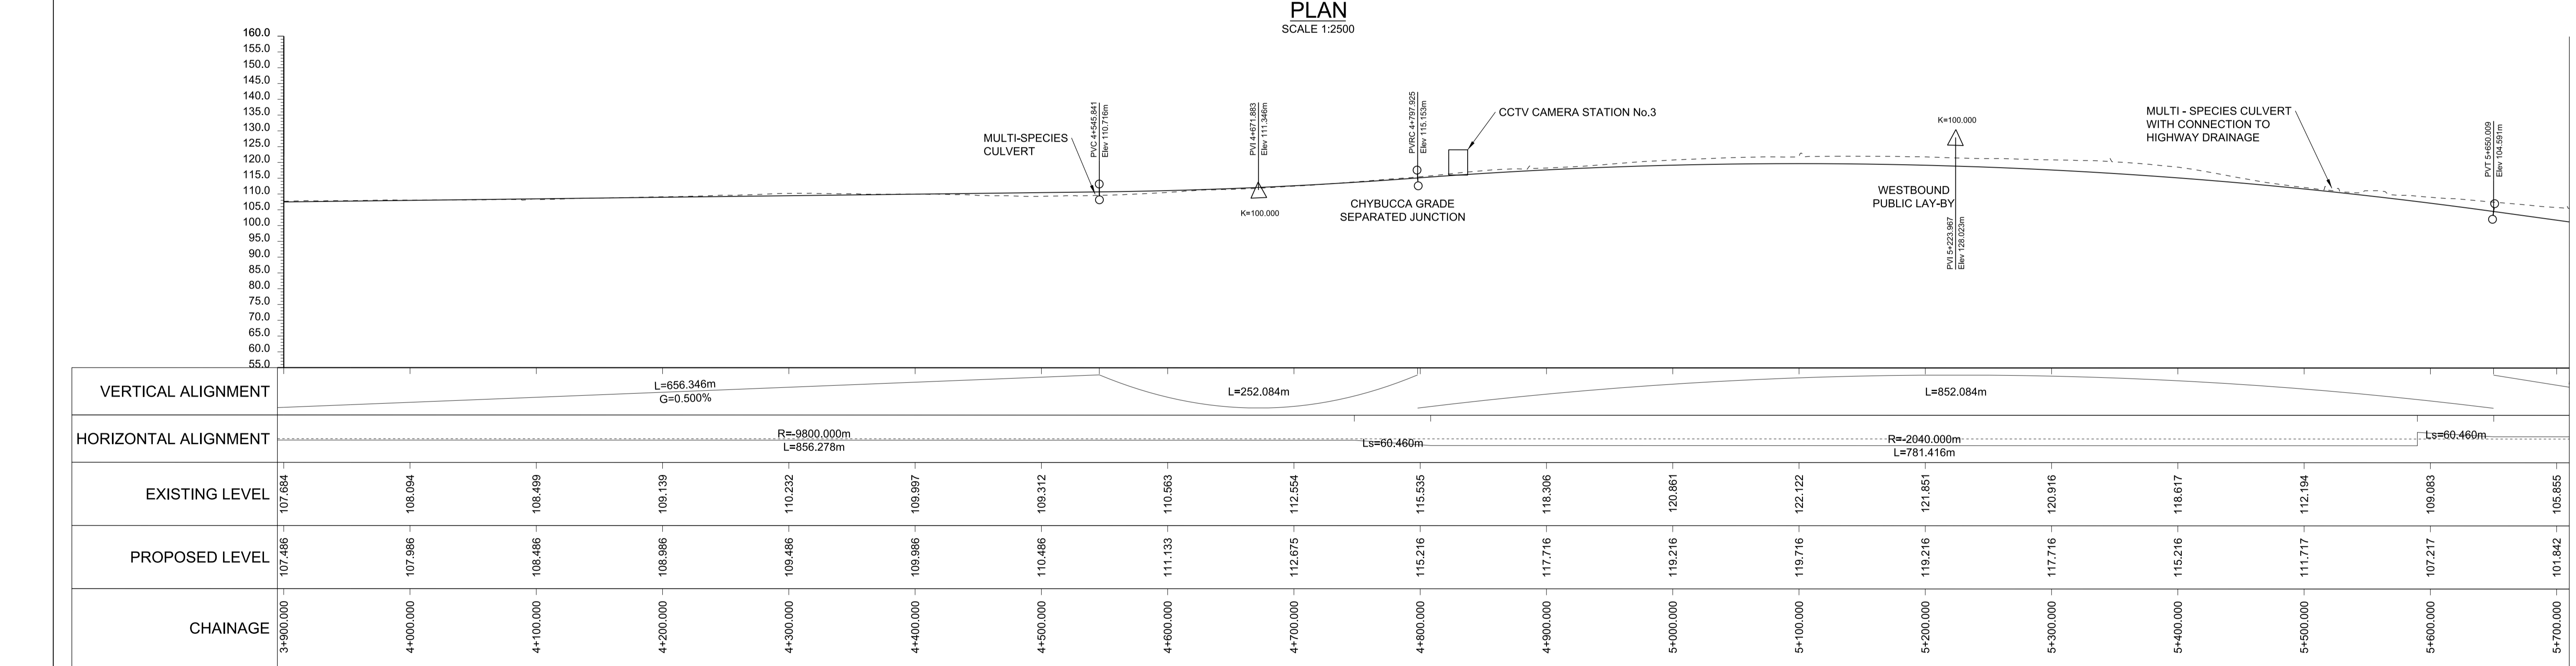 PLAN
SCALE 1:2500
160.0
155.0
150.0
145.0
140.0
135.0
130.0
125.0
120.0
115.0
110.0
105.0
100.0
95.0
90.0
85.0
80.0
75.0
70.0
65.0
60.0
55.0
MULTI-SPECIES
CULVERT
PVC 4+545.841
Elev 110.716m
PVI 4+671.883
Elev 111.346m
K=100.000
PVRC 4+797.925
Elev 115.153m
CHYBUCCA GRADE
SEPARATED JUNCTION
CCTV CAMERA STATION No.3
K=100.000
WESTBOUND
PUBLIC LAY-BY
PVI 5+223.967
Elev 128.023m
MULTI - SPECIES CULVERT
WITH CONNECTION TO
HIGHWAY DRAINAGE
PVT 5+650.009
Elev 104.591m
VERTICAL ALIGNMENT
L=656.346m
G=0.500%
L=252.084m
L=852.084m
HORIZONTAL ALIGNMENT
R=-9800.000m
L=856.278m
Ls=60.460m
R=-2040.000m
L=781.416m
Ls=60.460m
EXISTING LEVEL
107.684
108.094
108.499
109.139
110.232
109.997
109.312
110.563
112.554
115.535
118.306
120.861
122.122
121.851
120.916
118.617
112.194
109.083
105.855
PROPOSED LEVEL
107.486
107.986
108.486
108.986
109.486
109.986
110.486
111.133
112.675
115.216
117.716
119.216
119.716
119.216
117.716
115.216
111.717
107.217
101.842
CHAINAGE
3+900.000
4+000.000
4+100.000
4+200.000
4+300.000
4+400.000
4+500.000
4+600.000
4+700.000
4+800.000
4+900.000
5+000.000
5+100.000
5+200.000
5+300.000
5+400.000
5+500.000
5+600.000
5+700.000